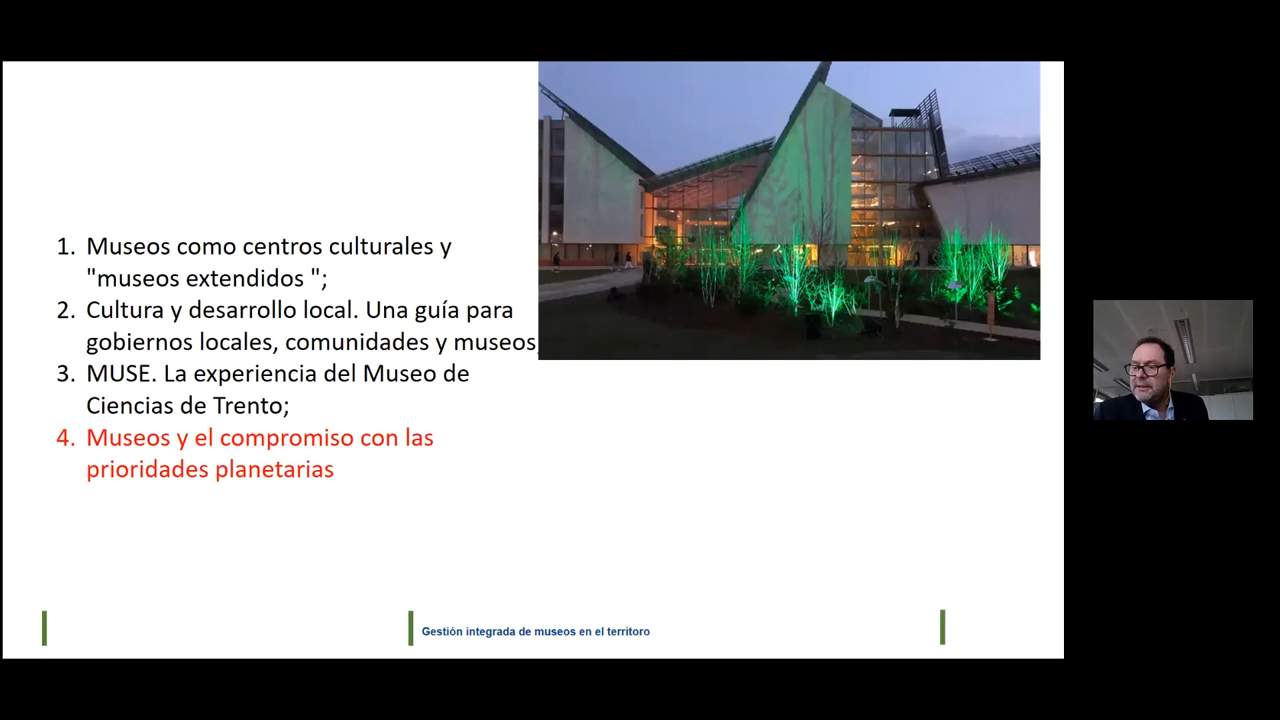 1. Museos como centros culturales y
"museos extendidos ";
2. Cultura y desarrollo local. Una guía para
gobiernos locales, comunidades y museos
3. MUSE. La experiencia del Museo de
Ciencias de Trento;
4. Museos y el compromiso con las
prioridades planetarias
Gestión integrada de museos en el territoro